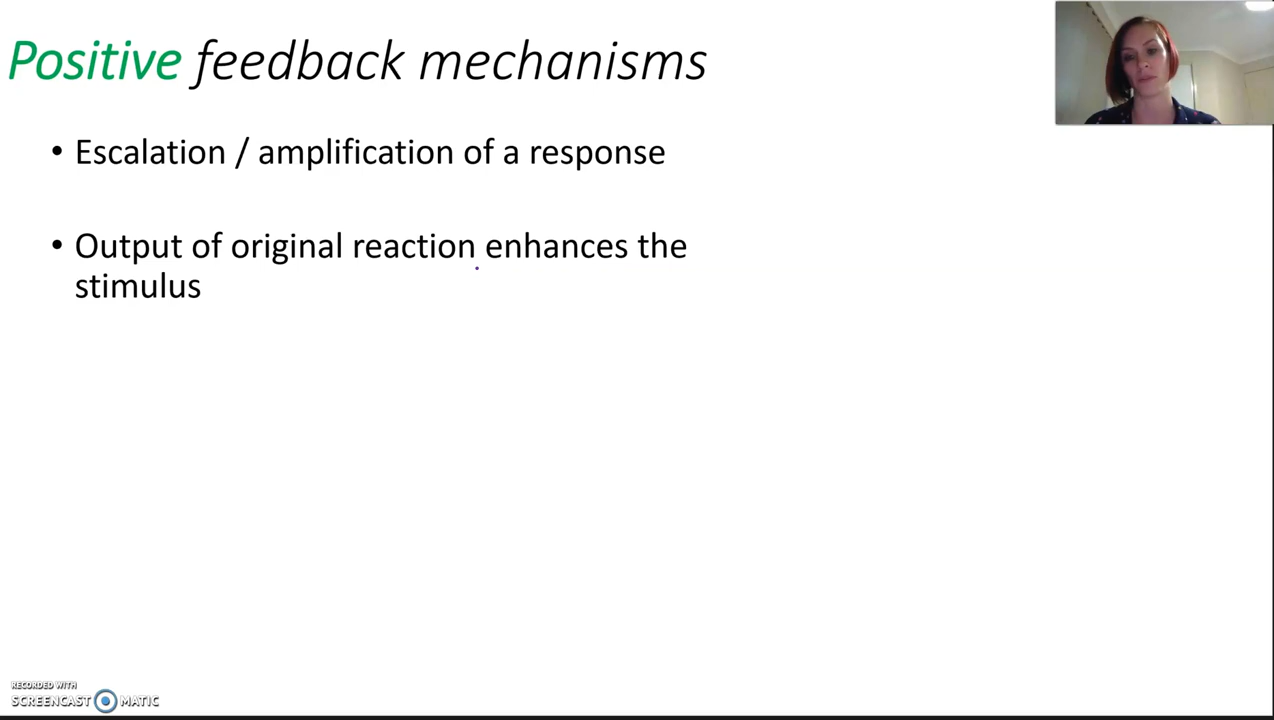 Positive feedback mechanisms
• Escalation / amplification of a response
• Output of original reaction enhances the
stimulus
RECORDED WITH
SCREENCAST MATIC